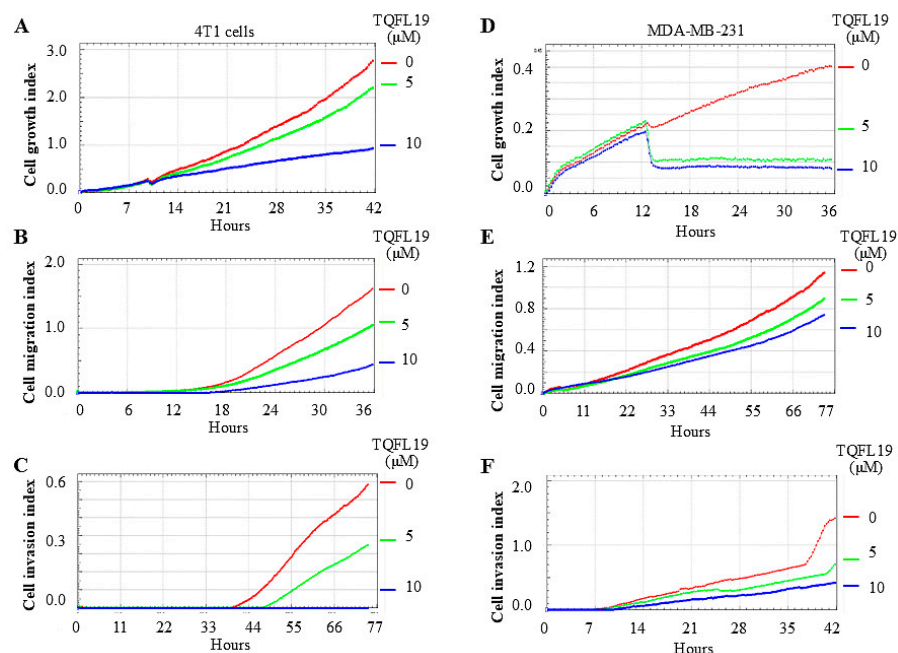 A
4T1 cells
TQFL19
(μM)
Cell growth index
3.0
2.0
1.0
0.0
0
5
10
0 7 14 21 28 35 42
Hours
B
TQFL19
(μM)
Cell migration index
2.0
1.0
0.0
0
5
10
0 6 12 18 24 30 36
Hours
C
TQFL19
(μM)
Cell invasion index
0.6
0.3
0.0
0
5
10
0 11 22 33 44 55 66 77
Hours
D
MDA-MB-231
TQFL19
(μM)
Cell growth index
0.4
0.2
0.0
0
5
10
0 6 12 18 24 30 36
Hours
E
TQFL19
(μM)
Cell migration index
1.2
0.8
0.4
0.0
0
5
10
0 11 22 33 44 55 66 77
Hours
F
TQFL19
(μM)
Cell invasion index
2.0
1.0
0.0
0
5
10
0 7 14 21 28 35 42
Hours